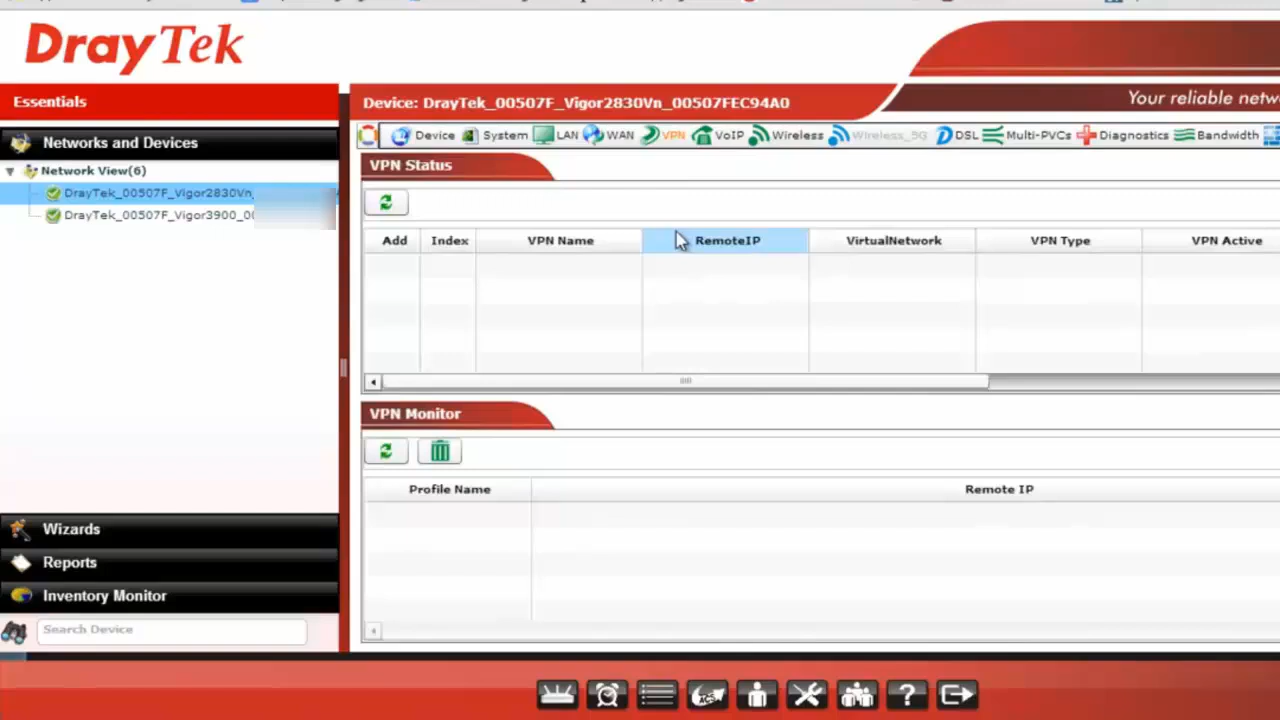 DrayTek
Essentials
Device: DrayTek_00507F_Vigor2830Vn_00507FEC94A0
Your reliable netw
Networks and Devices
Device System LAN WAN VPN VoIP Wireless Wireless_5G DSL Multi-PVCs Diagnostics Bandwidth
Network View(6)
VPN Status
DrayTek_00507F_Vigor2830Vn_
DrayTek_00507F_Vigor3900_00
Add Index VPN Name RemoteIP VirtualNetwork VPN Type VPN Active
VPN Monitor
Profile Name Remote IP
Wizards
Reports
Inventory Monitor
Search Device